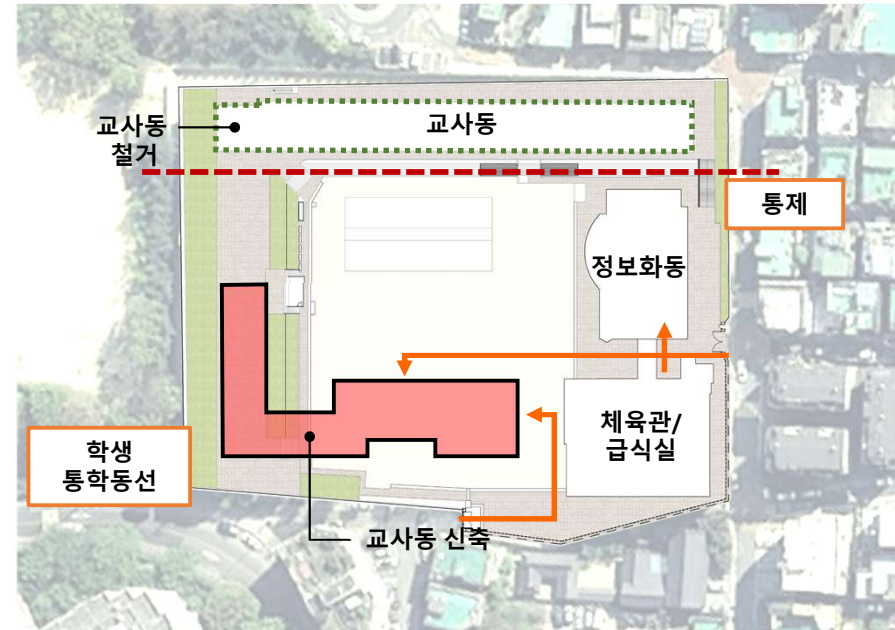 교사동
철거
교사동
통제
정보화동
체육관/
급식실
학생
통학동선
교사동 신축